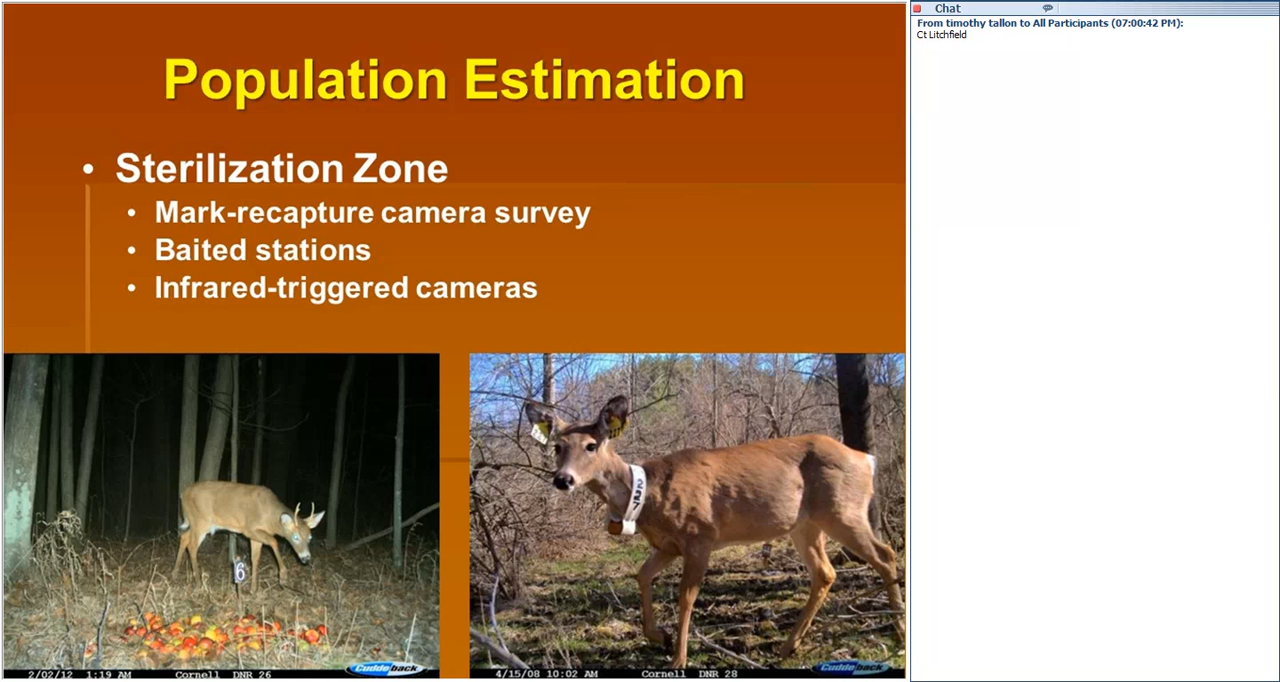 Population Estimation
• Sterilization Zone
• Mark-recapture camera survey
• Baited stations
• Infrared-triggered cameras
6
2/02/12 1:19 AM Cornell DNR 26 Cuddeback
227
4/15/08 10:02 AM Cornell DNR 28 Cuddeback
Chat
From timothy tallon to All Participants (07:00:42 PM):
Ct Litchfield